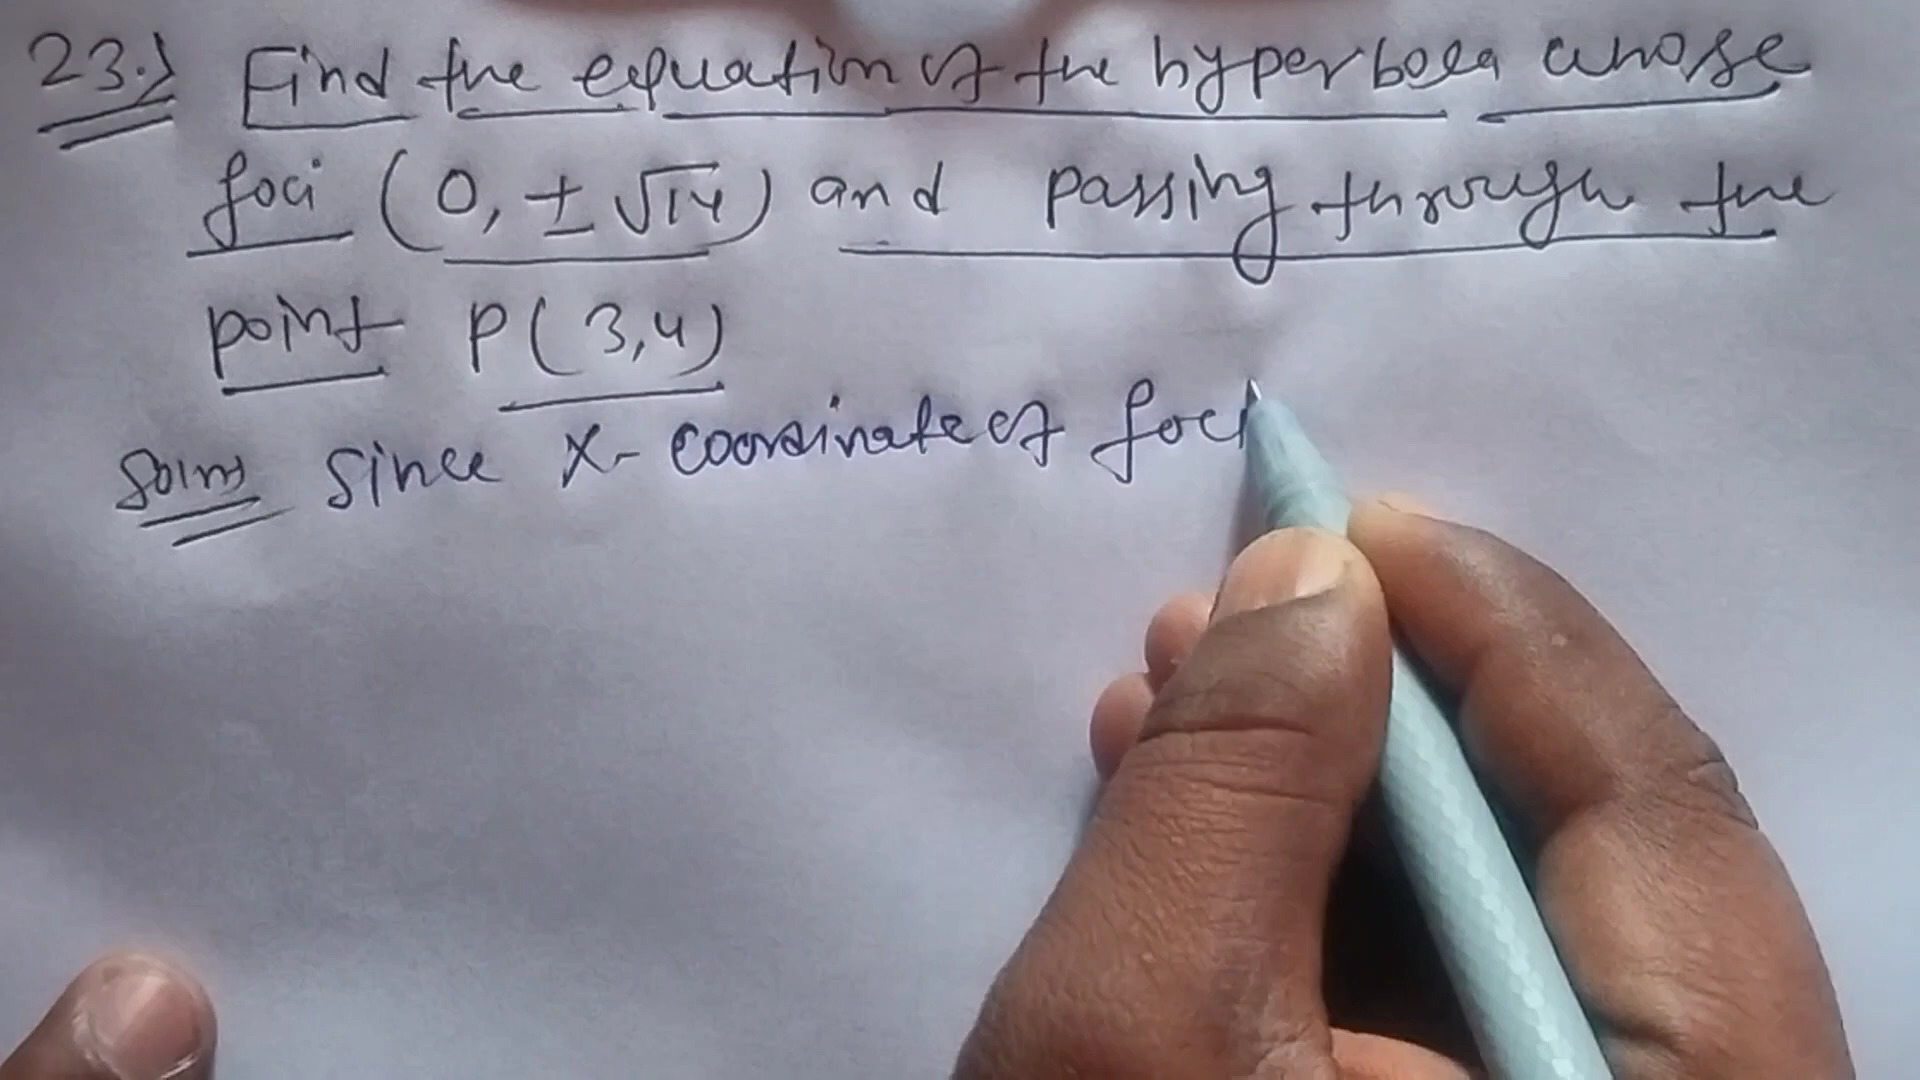 23.) Find the equation of the hyperbola whose
foci (0, ± √14) and passing through the
point P(3,4)
Soln) Since x-coordinate of foci